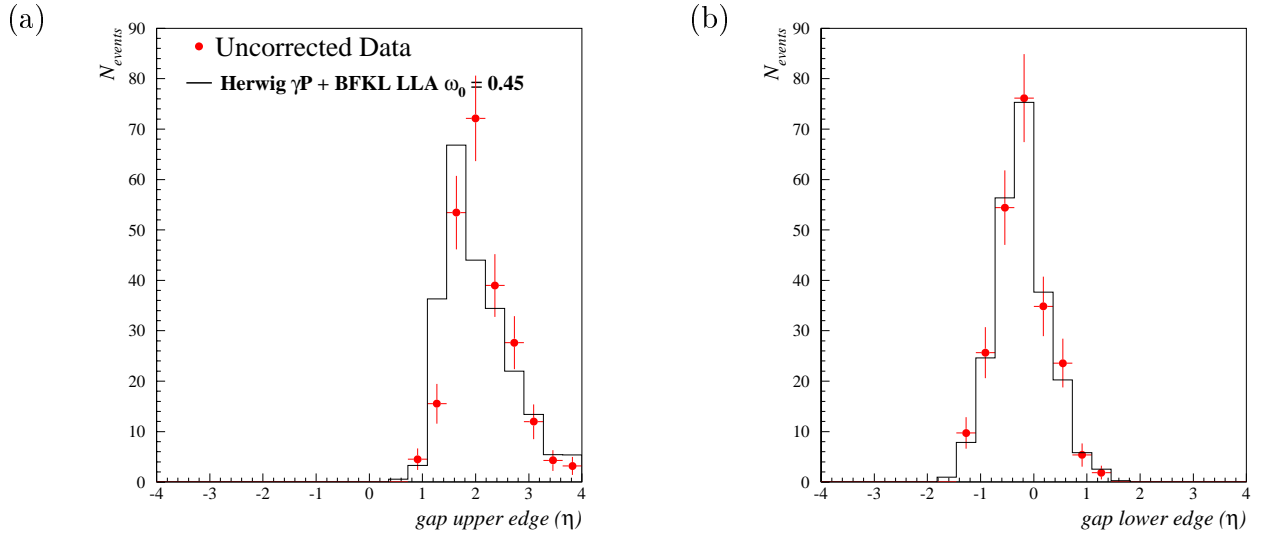 (a)
N_events
90
80
70
60
50
40
30
20
10
0
-4 -3 -2 -1 0 1 2 3 4
gap upper edge (η)
Uncorrected Data
Herwig γP + BFKL LLA ω₀ = 0.45
(b)
N_events
90
80
70
60
50
40
30
20
10
0
-4 -3 -2 -1 0 1 2 3 4
gap lower edge (η)